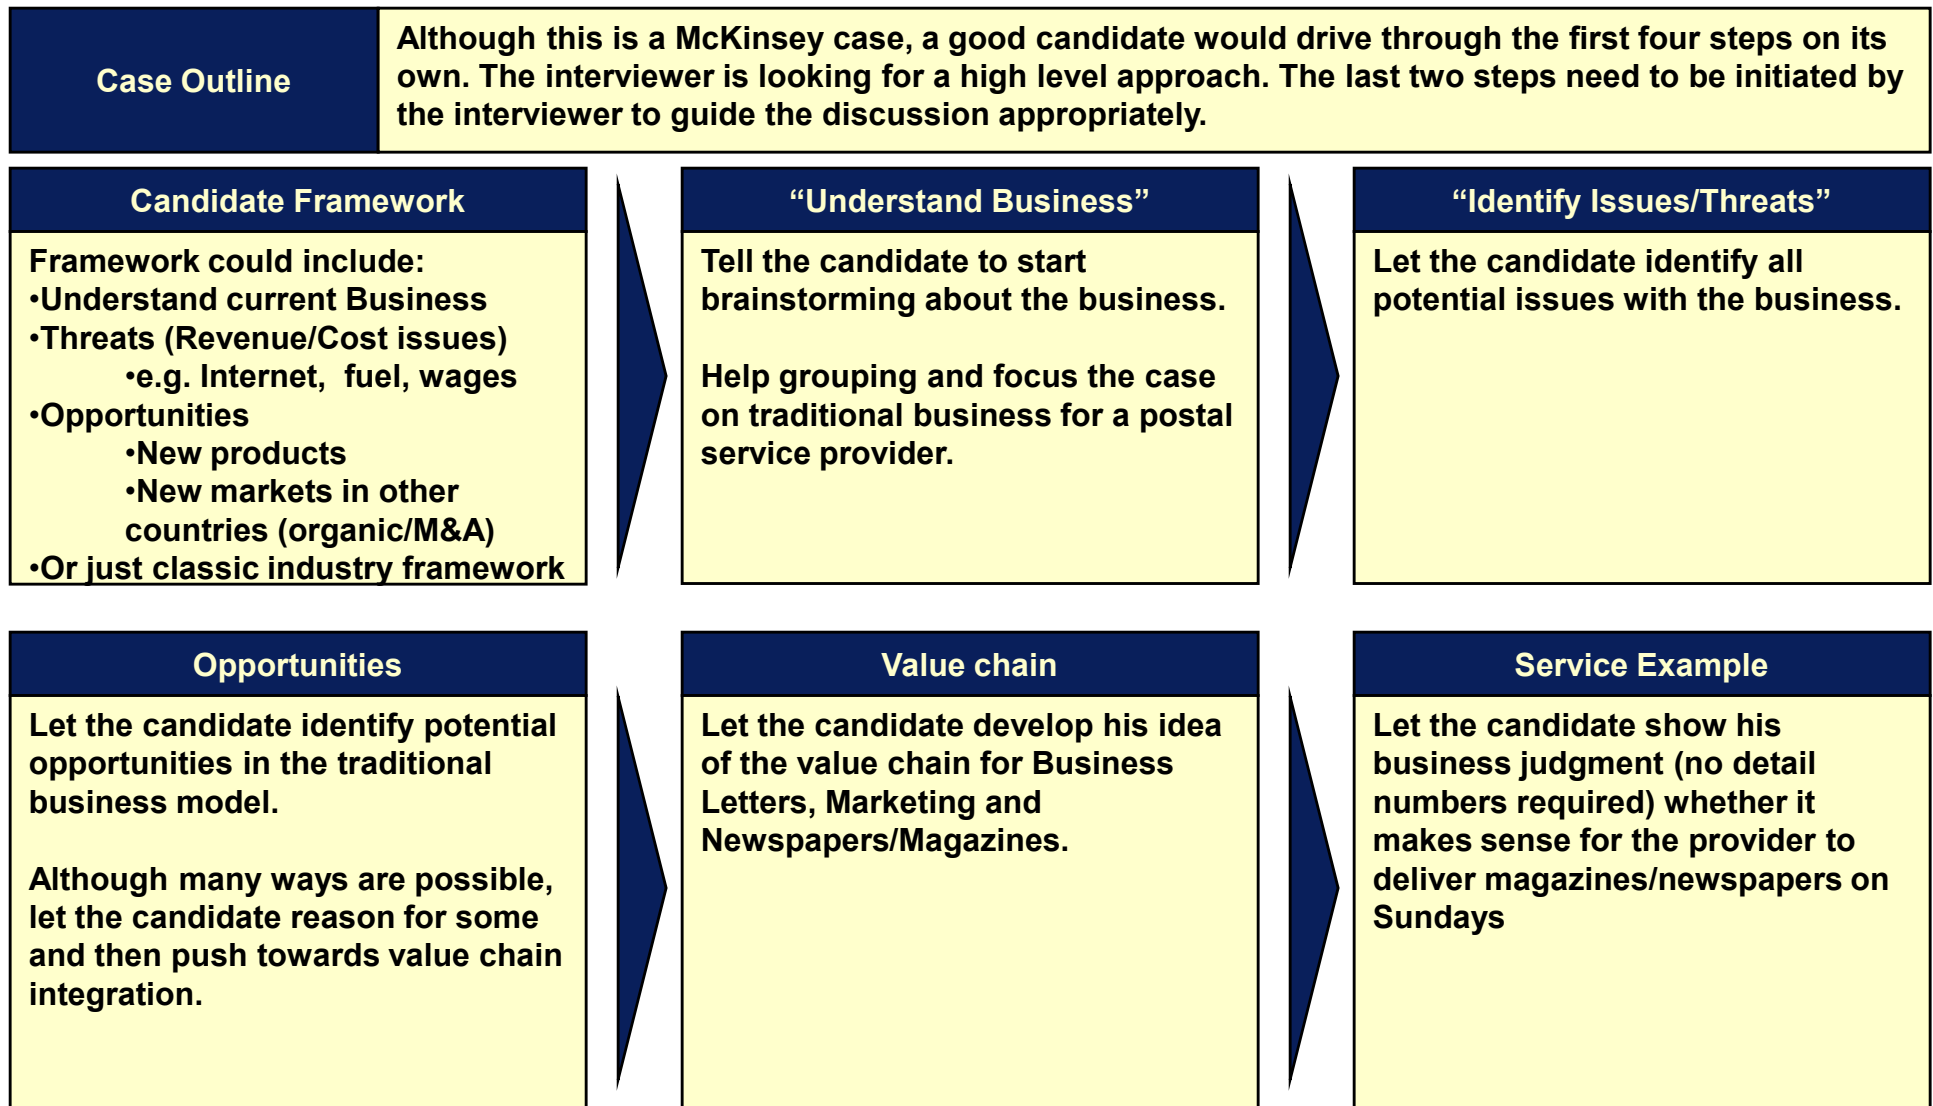 Case Outline
Although this is a McKinsey case, a good candidate would drive through the first four steps on its
own. The interviewer is looking for a high level approach. The last two steps need to be initiated by
the interviewer to guide the discussion appropriately.
Candidate Framework
Framework could include:
•Understand current Business
•Threats (Revenue/Cost issues)
•e.g. Internet, fuel, wages
•Opportunities
•New products
•New markets in other
countries (organic/M&A)
•Or just classic industry framework
“Understand Business”
Tell the candidate to start
brainstorming about the business.
Help grouping and focus the case
on traditional business for a postal
service provider.
“Identify Issues/Threats”
Let the candidate identify all
potential issues with the business.
Opportunities
Let the candidate identify potential
opportunities in the traditional
business model.
Although many ways are possible,
let the candidate reason for some
and then push towards value chain
integration.
Value chain
Let the candidate develop his idea
of the value chain for Business
Letters, Marketing and
Newspapers/Magazines.
Service Example
Let the candidate show his
business judgment (no detail
numbers required) whether it
makes sense for the provider to
deliver magazines/newspapers on
Sundays